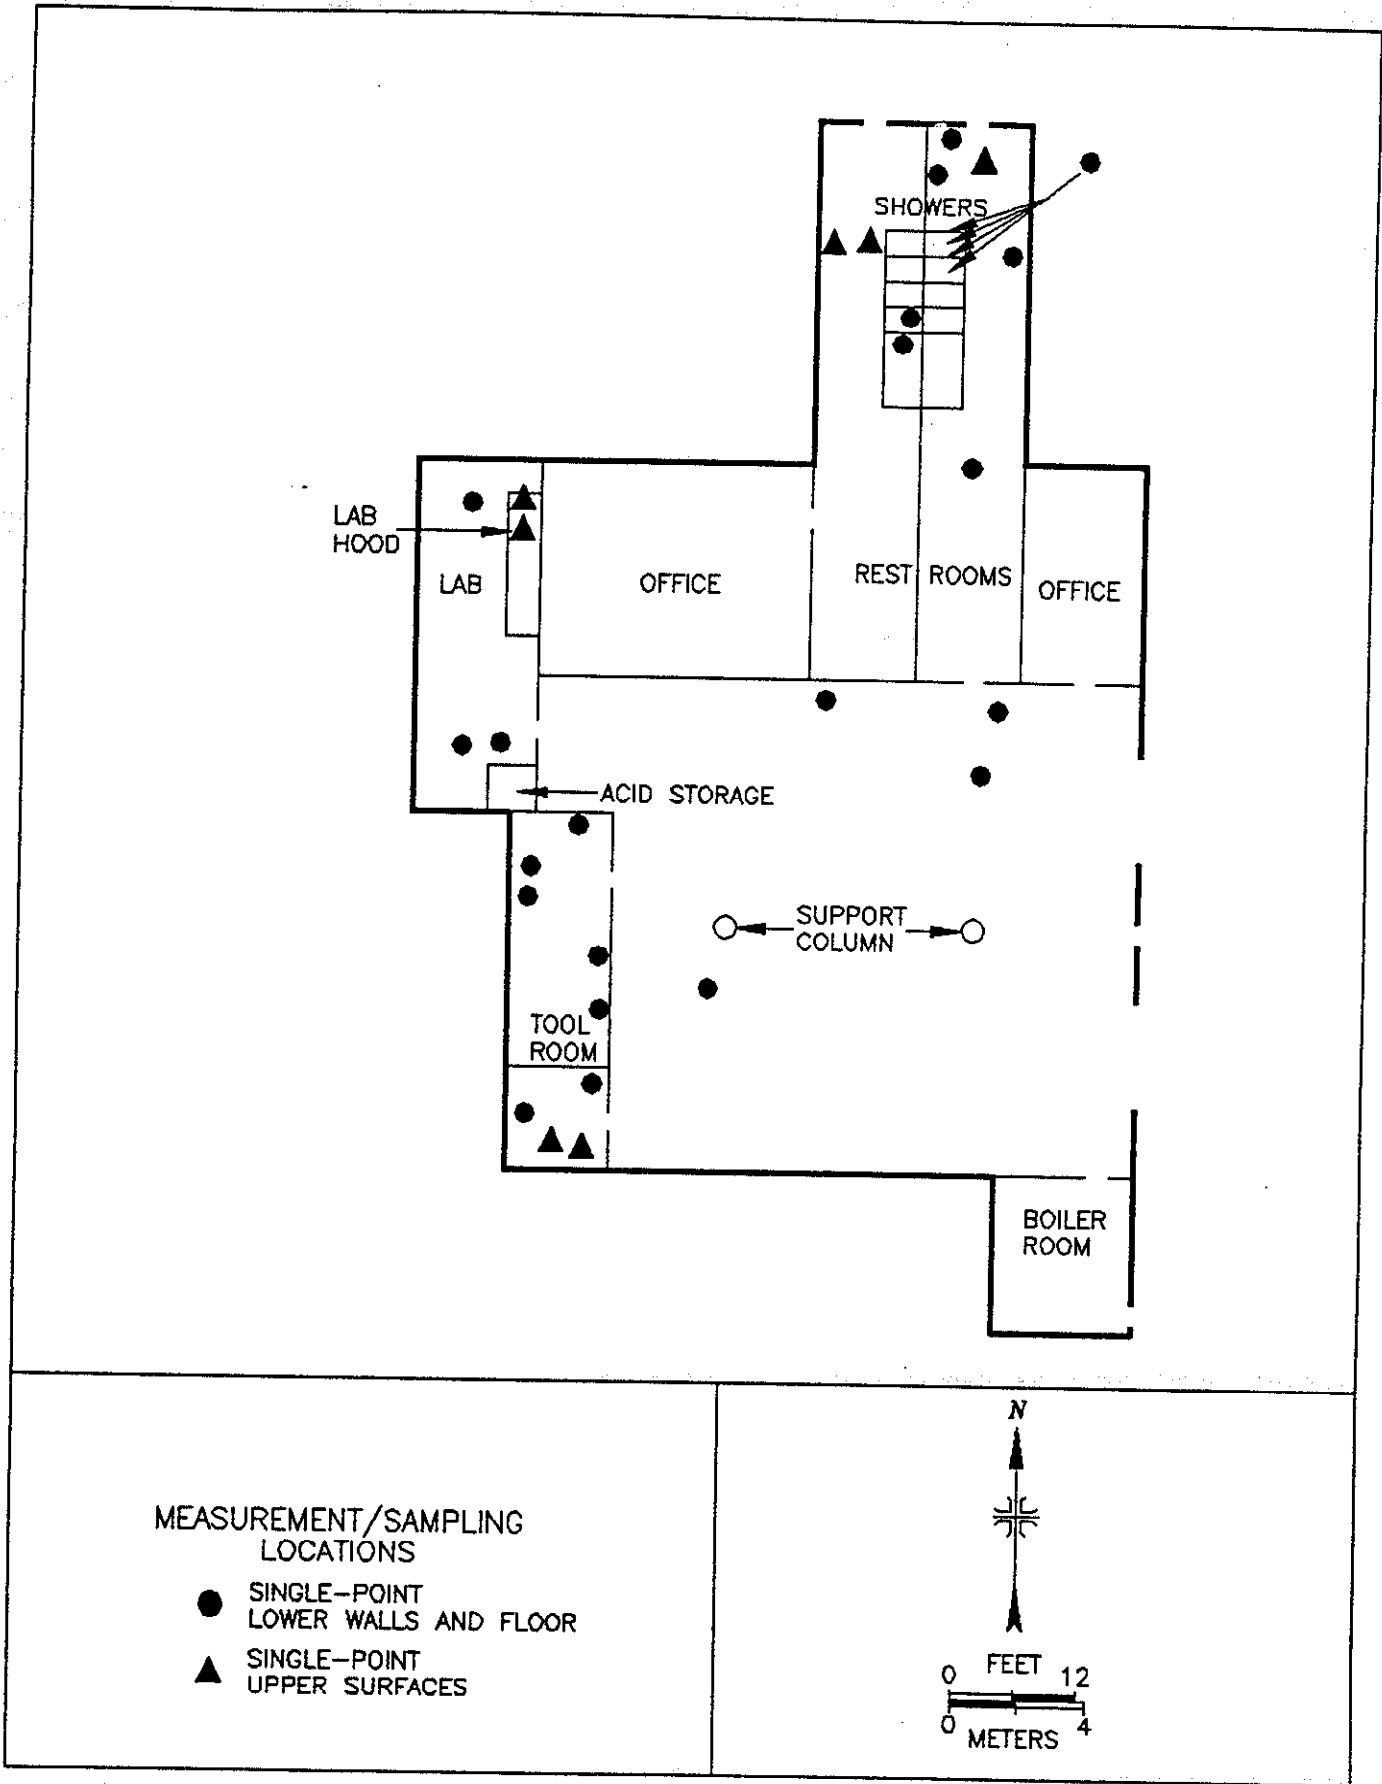 SHOWERS
LAB
HOOD
LAB
OFFICE
REST ROOMS
OFFICE
ACID STORAGE
SUPPORT
COLUMN
TOOL
ROOM
BOILER
ROOM
MEASUREMENT/SAMPLING
LOCATIONS
SINGLE-POINT
LOWER WALLS AND FLOOR
SINGLE-POINT
UPPER SURFACES
N
FEET
0 12
0 4
METERS